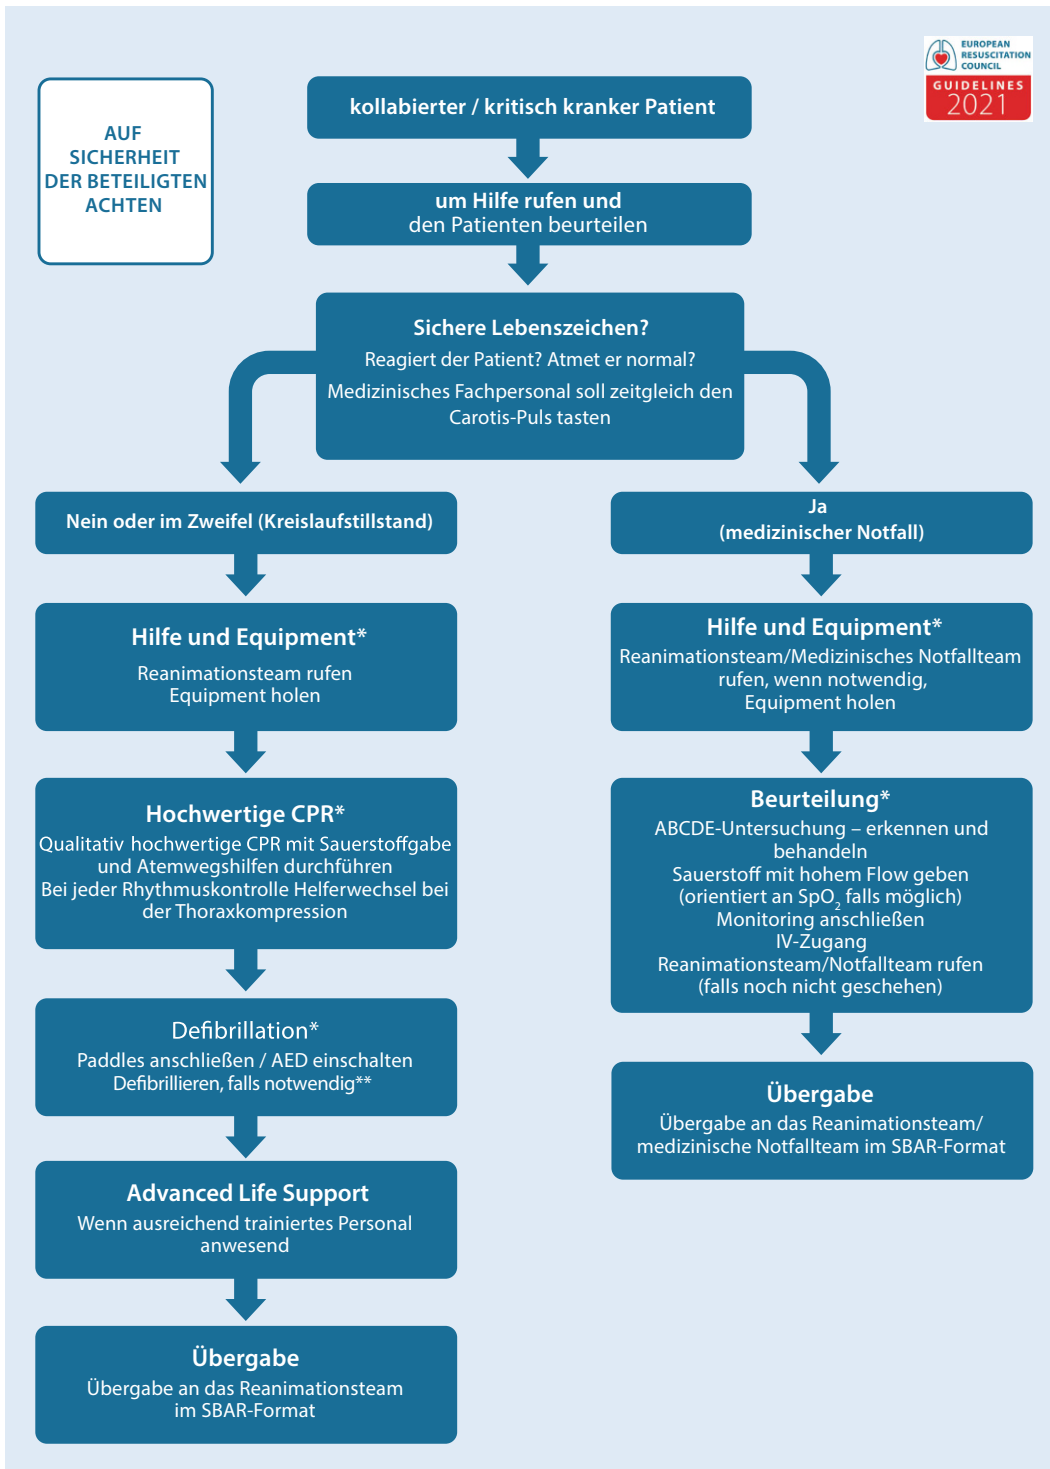 EUROPEAN
RESUSCITATION
COUNCIL
GUIDELINES
2021
AUF
SICHERHEIT
DER BETEILIGTEN
ACHTEN
kollabierter / kritisch kranker Patient
um Hilfe rufen und
den Patienten beurteilen
Sichere Lebenszeichen?
Reagiert der Patient? Atmet er normal?
Medizinisches Fachpersonal soll zeitgleich den
Carotis-Puls tasten
Nein oder im Zweifel (Kreislaufstillstand)
Hilfe und Equipment*
Reanimationsteam rufen
Equipment holen
Hochwertige CPR*
Qualitativ hochwertige CPR mit Sauerstoffgabe
und Atemwegshilfen durchführen
Bei jeder Rhythmuskontrolle Helferwechsel bei
der Thoraxkompression
Defibrillation*
Paddles anschließen / AED einschalten
Defibrillieren, falls notwendig**
Advanced Life Support
Wenn ausreichend trainiertes Personal
anwesend
Übergabe
Übergabe an das Reanimationsteam
im SBAR-Format
Ja
(medizinischer Notfall)
Hilfe und Equipment*
Reanimationsteam/Medizinisches Notfallteam
rufen, wenn notwendig,
Equipment holen
Beurteilung*
ABCDE-Untersuchung – erkennen und
behandeln
Sauerstoff mit hohem Flow geben
(orientiert an SpO₂ falls möglich)
Monitoring anschließen
IV-Zugang
Reanimationsteam/Notfallteam rufen
(falls noch nicht geschehen)
Übergabe
Übergabe an das Reanimationsteam/
medizinische Notfallteam im SBAR-Format